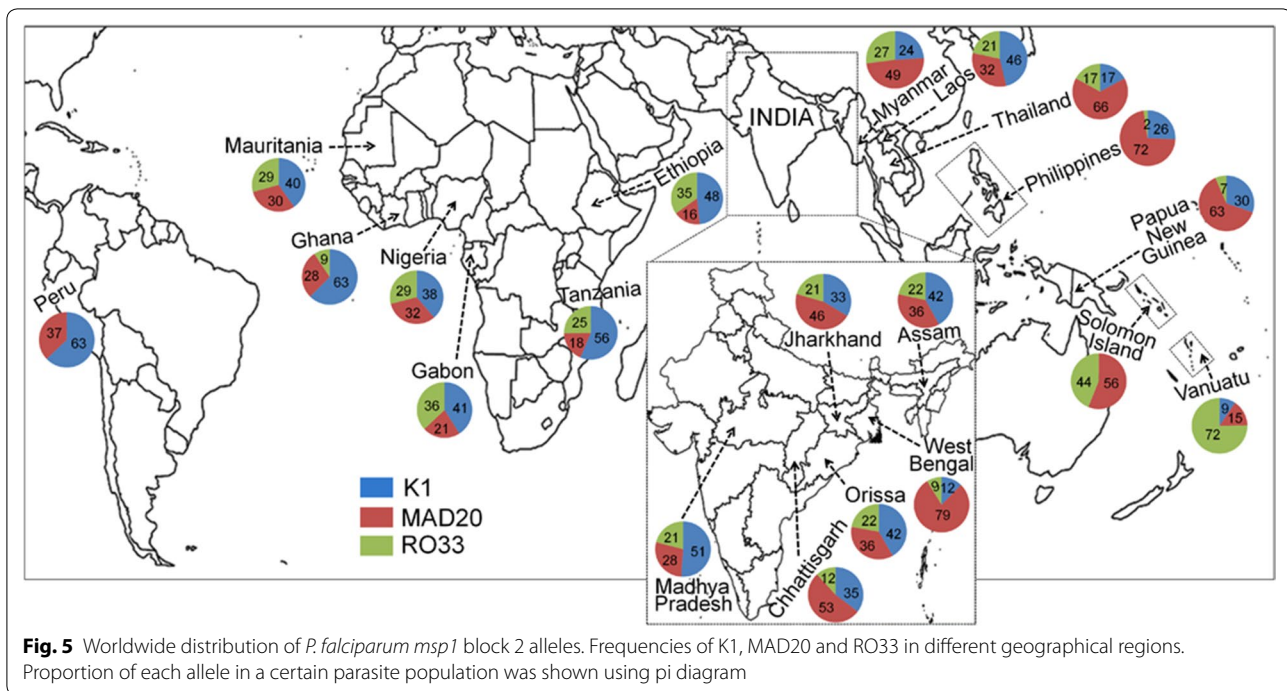 Mauritania
29
40
30
Ghana
9
28
63
Nigeria
29
38
32
Gabon
36
41
21
Peru
37
63
Ethiopia
35
48
16
Tanzania
25
56
18
INDIA
27
24
49
Myanmar
21
46
32
Laos
17
17
66
Thailand
2
26
72
Philippines
7
30
63
Papua
New
Guinea
Solomon
Island
44
56
Vanuatu
9
15
72
21
33
46
Jharkhand
22
42
36
Assam
West
Bengal
9
12
79
Orissa
22
42
36
Chhattisgarh
12
35
53
21
51
28
Madhya
Pradesh
K1
MAD20
RO33
Fig. 5 Worldwide distribution of P. falciparum msp1 block 2 alleles. Frequencies of K1, MAD20 and RO33 in different geographical regions.
Proportion of each allele in a certain parasite population was shown using pi diagram